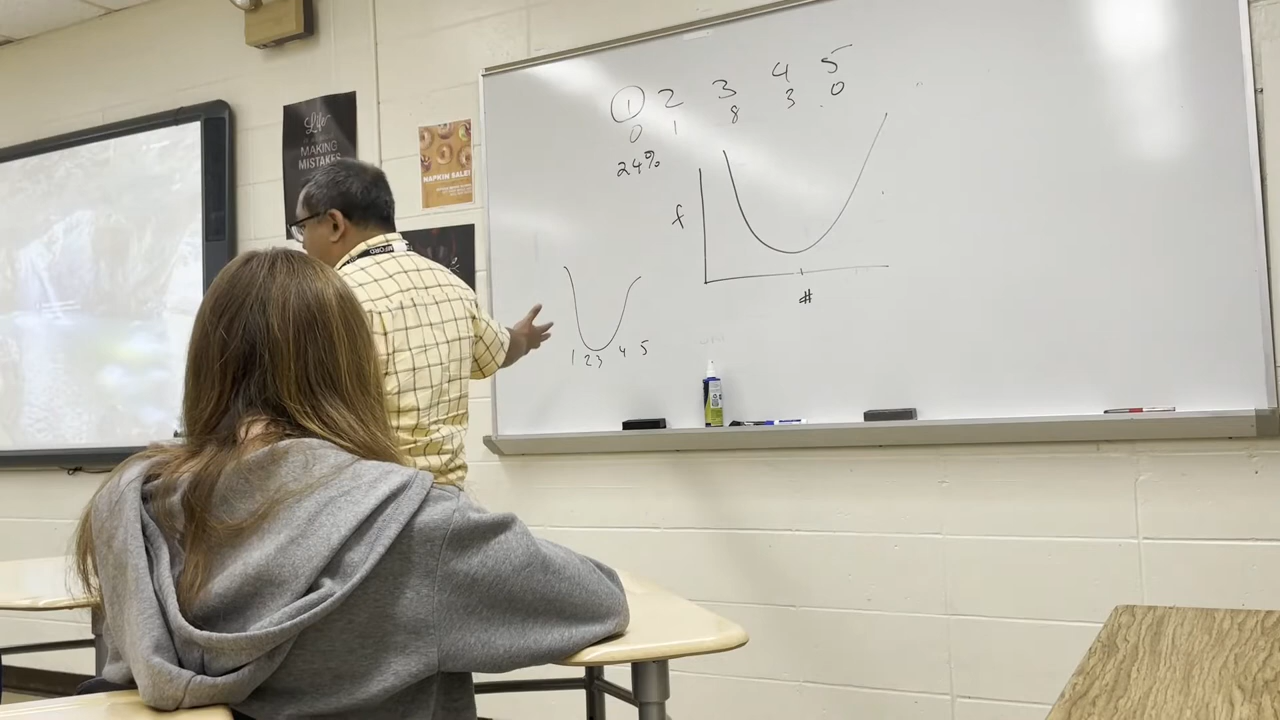 Life
MAKING
MISTAKES
NAPKIN SALE!
MFORD
1 2 3 4 5
0 1 8 3 0
24%
f
#
1 2 3 4 5